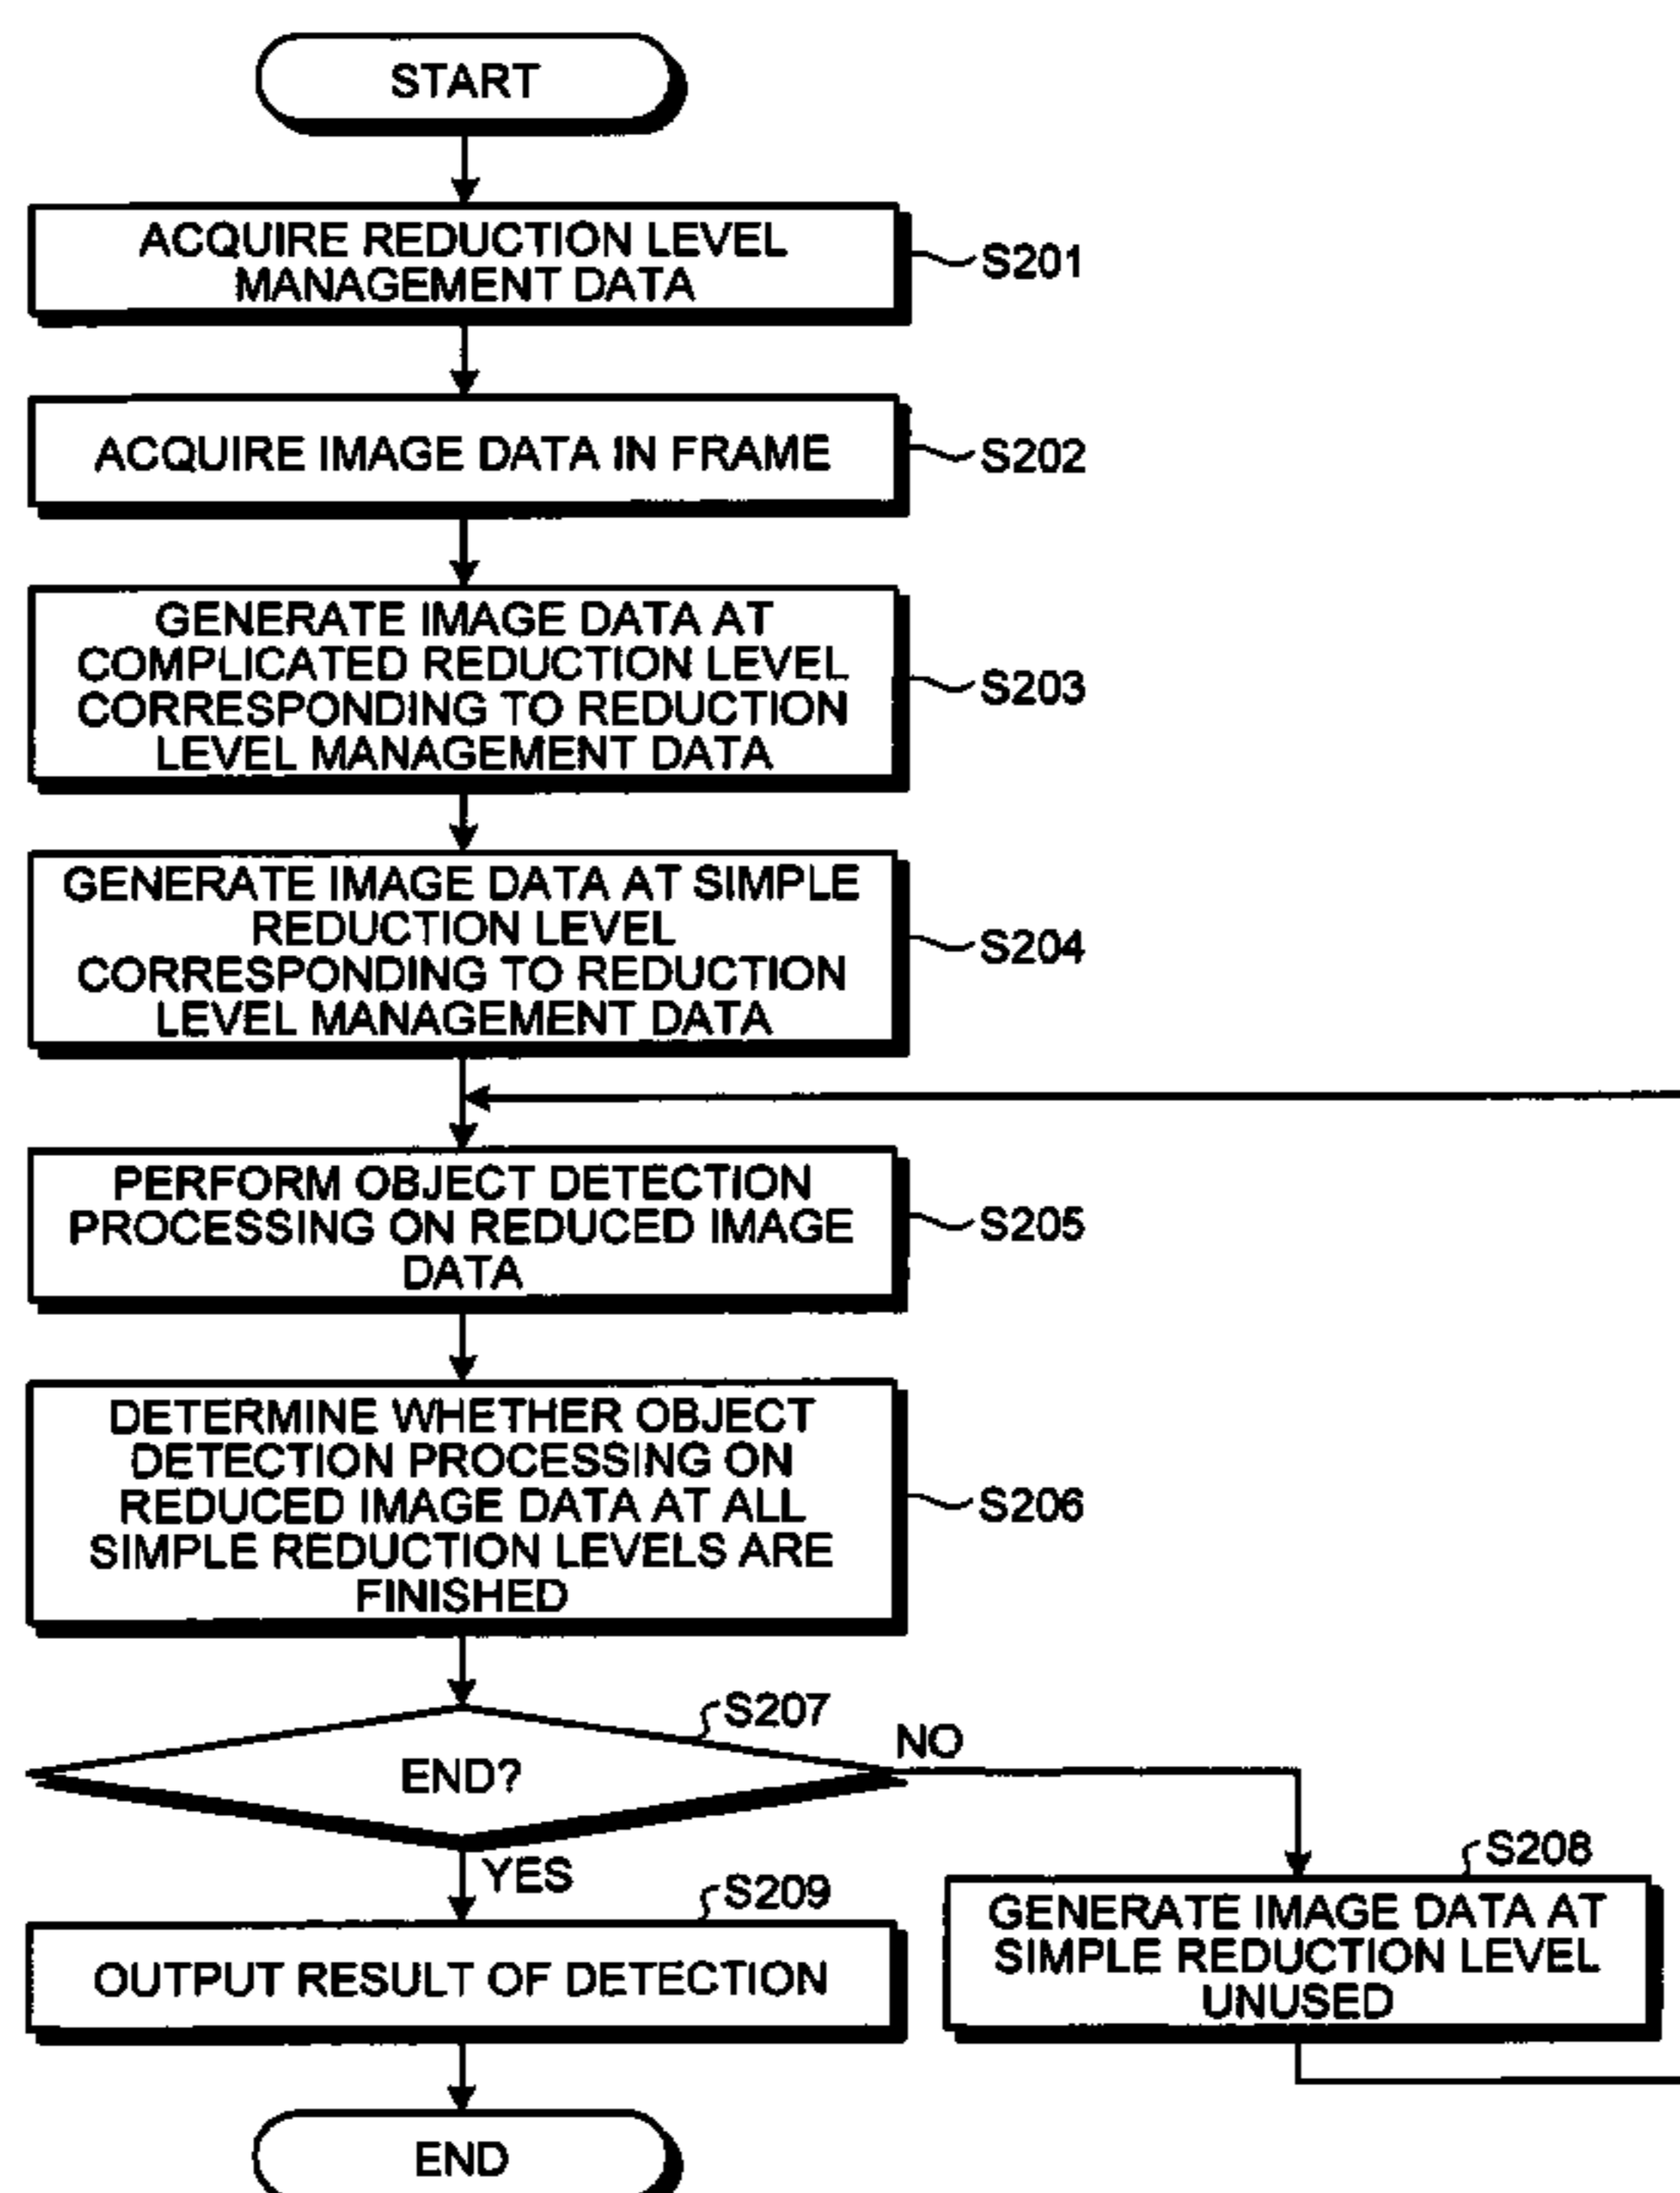 START
ACQUIRE REDUCTION LEVEL
MANAGEMENT DATA
S201
ACQUIRE IMAGE DATA IN FRAME
S202
GENERATE IMAGE DATA AT
COMPLICATED REDUCTION LEVEL
CORRESPONDING TO REDUCTION
LEVEL MANAGEMENT DATA
S203
GENERATE IMAGE DATA AT SIMPLE
REDUCTION LEVEL
CORRESPONDING TO REDUCTION
LEVEL MANAGEMENT DATA
S204
PERFORM OBJECT DETECTION
PROCESSING ON REDUCED IMAGE
DATA
S205
DETERMINE WHETHER OBJECT
DETECTION PROCESSING ON
REDUCED IMAGE DATA AT ALL
SIMPLE REDUCTION LEVELS ARE
FINISHED
S206
S207
END?
NO
YES
S208
GENERATE IMAGE DATA AT
SIMPLE REDUCTION LEVEL
UNUSED
S209
OUTPUT RESULT OF DETECTION
END